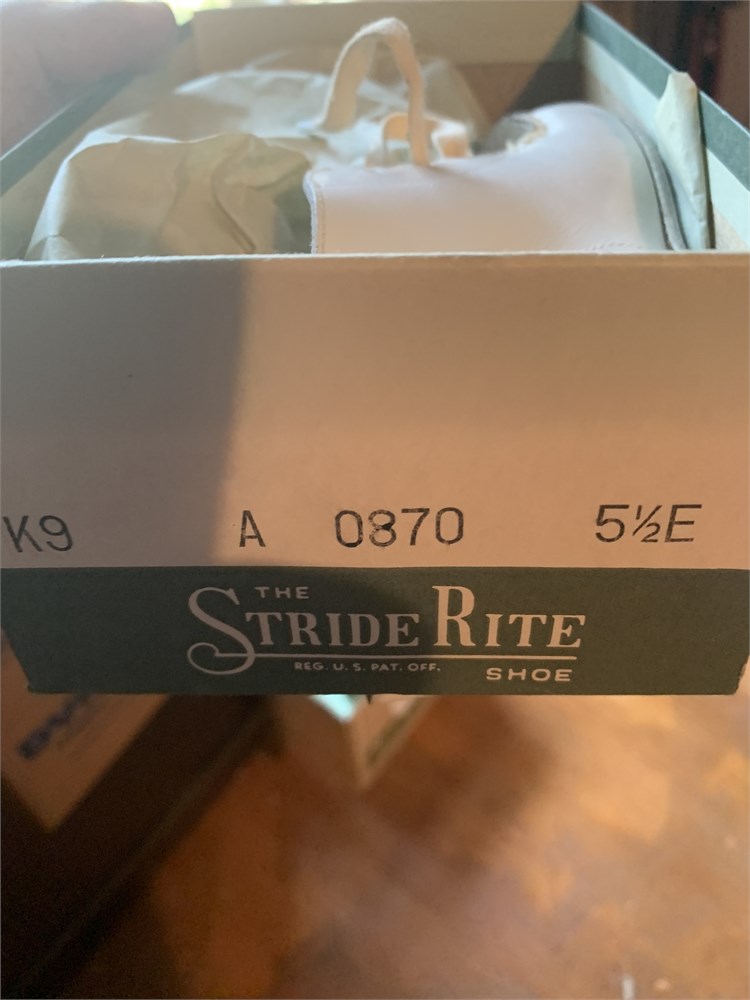 K9 A 0870 5½E
THE
STRIDE RITE
REG. U. S. PAT. OFF. SHOE